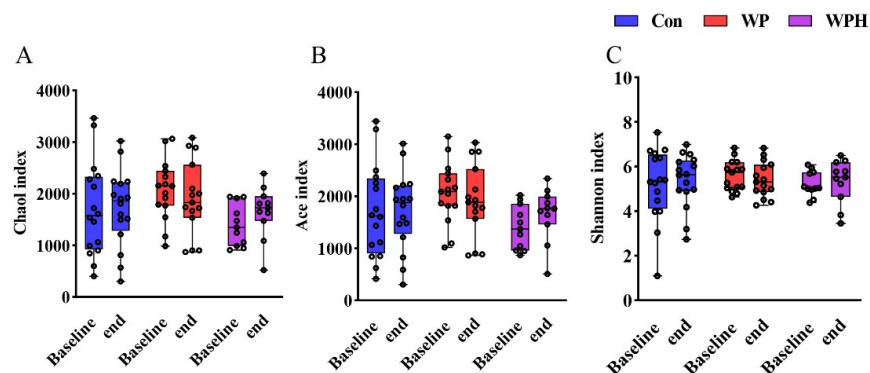 Con WP WPH
A B C
Chaol index
4000
3000
2000
1000
0
Baseline end Baseline end Baseline end
Ace index
4000
3000
2000
1000
0
Baseline end Baseline end Baseline end
Shannon index
10
8
6
4
2
0
Baseline end Baseline end Baseline end